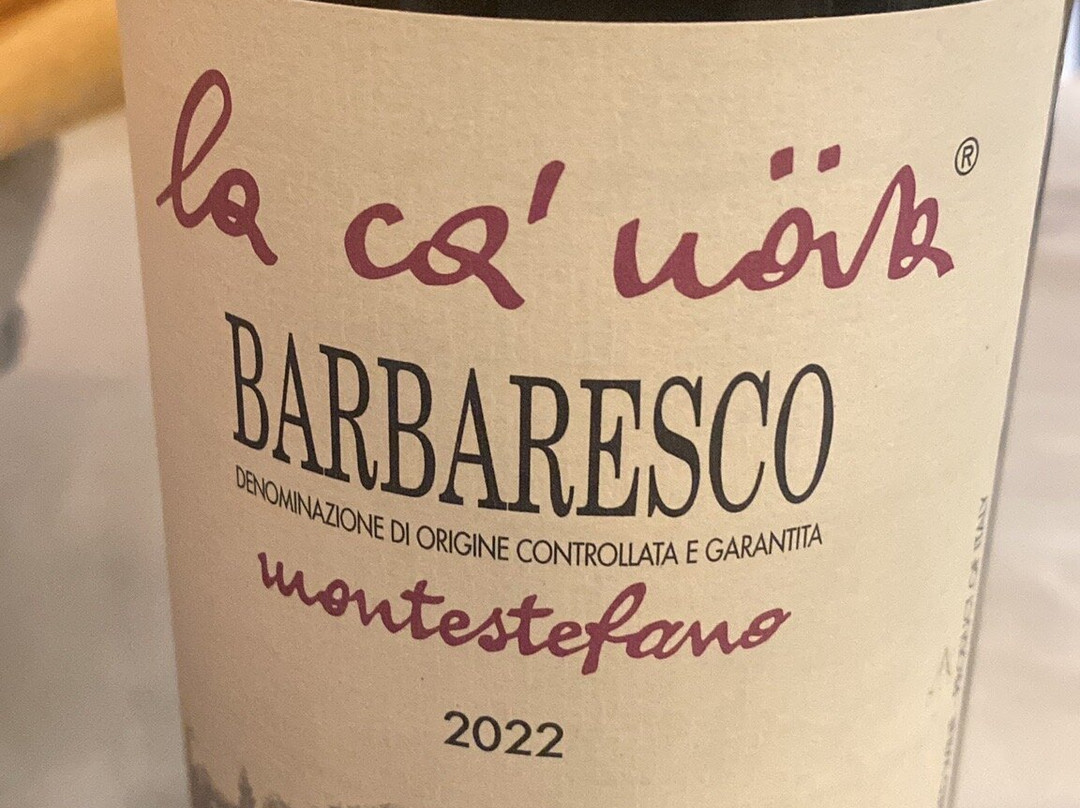 la ca' növa ®
BARBARESCO
DENOMINAZIONE DI ORIGINE CONTROLLATA E GARANTITA
montestefano
2022